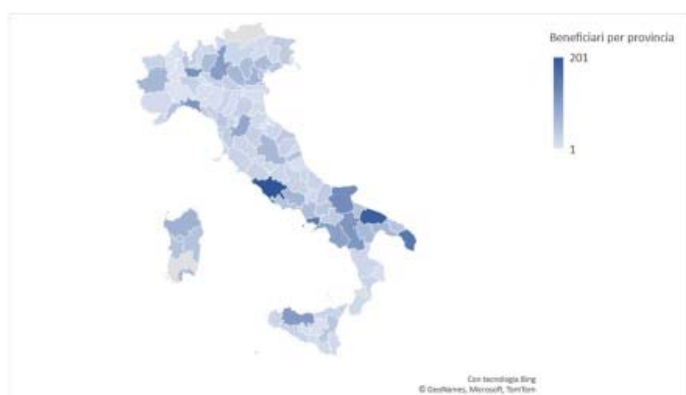 Beneficiari per provincia
201
1
Con tecnologia Bing
© GeoNames, Microsoft, TomTom